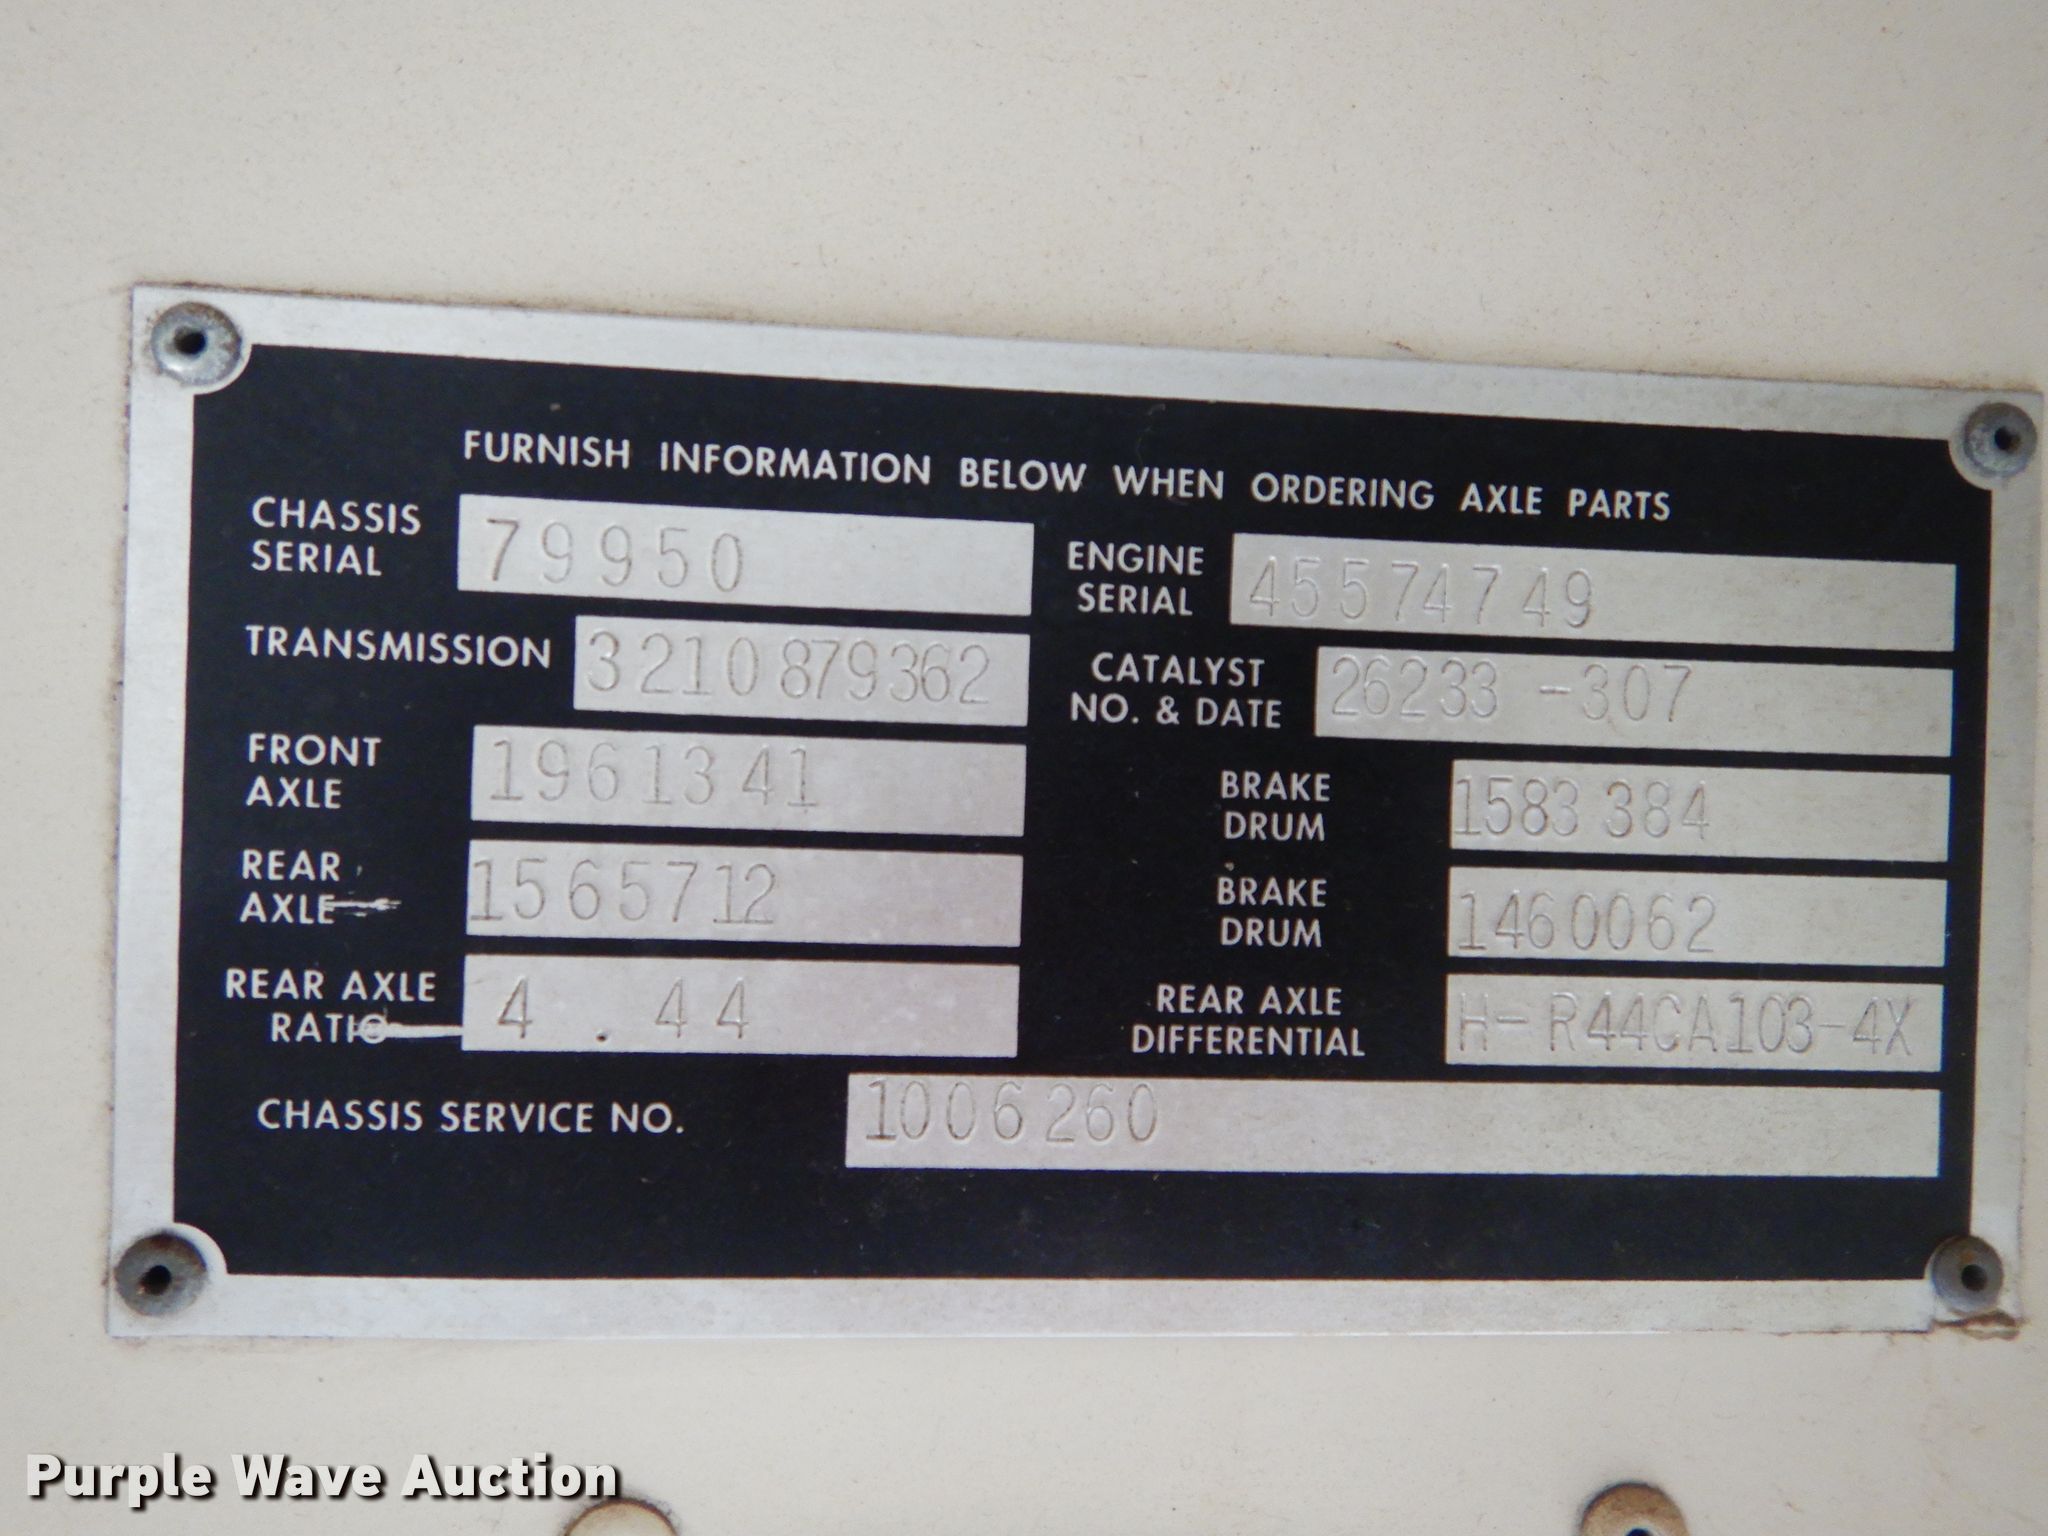 FURNISH INFORMATION BELOW WHEN ORDERING AXLE PARTS
CHASSIS
SERIAL
79950
ENGINE
SERIAL
45574749
TRANSMISSION
3210879362
CATALYST
NO. & DATE
26233 -307
FRONT
AXLE
1961341
BRAKE
DRUM
1583384
REAR
AXLE
1565712
BRAKE
DRUM
1460062
REAR AXLE
RATIO
4.44
REAR AXLE
DIFFERENTIAL
H-R44CA103-4X
CHASSIS SERVICE NO.
1006260
Purple Wave Auction